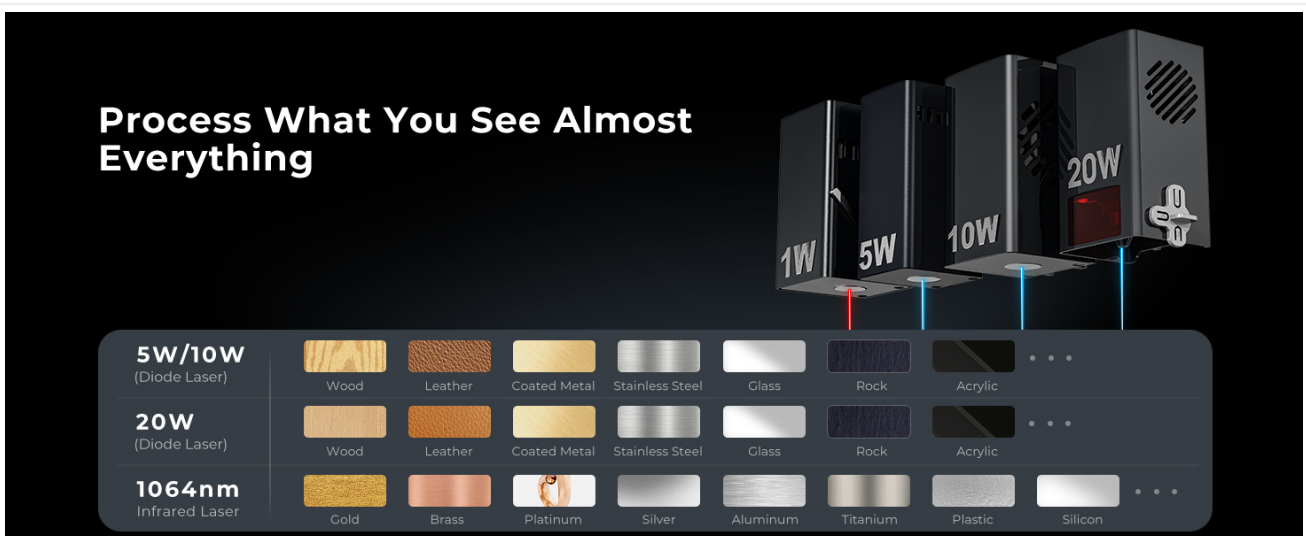 Process What You See Almost
Everything
1W
5W
10W
20W
5W/10W
(Diode Laser)
Wood
Leather
Coated Metal
Stainless Steel
Glass
Rock
Acrylic
20W
(Diode Laser)
Wood
Leather
Coated Metal
Stainless Steel
Glass
Rock
Acrylic
1064nm
Infrared Laser
Gold
Brass
Platinum
Silver
Aluminum
Titanium
Plastic
Silicon